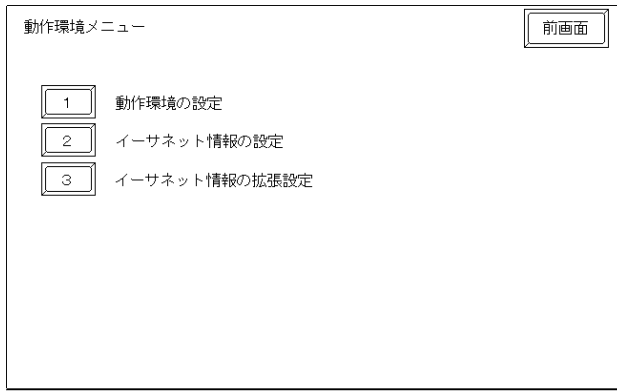 動作環境メニュー 前画面
1 動作環境の設定
2 イーサネット情報の設定
3 イーサネット情報の拡張設定